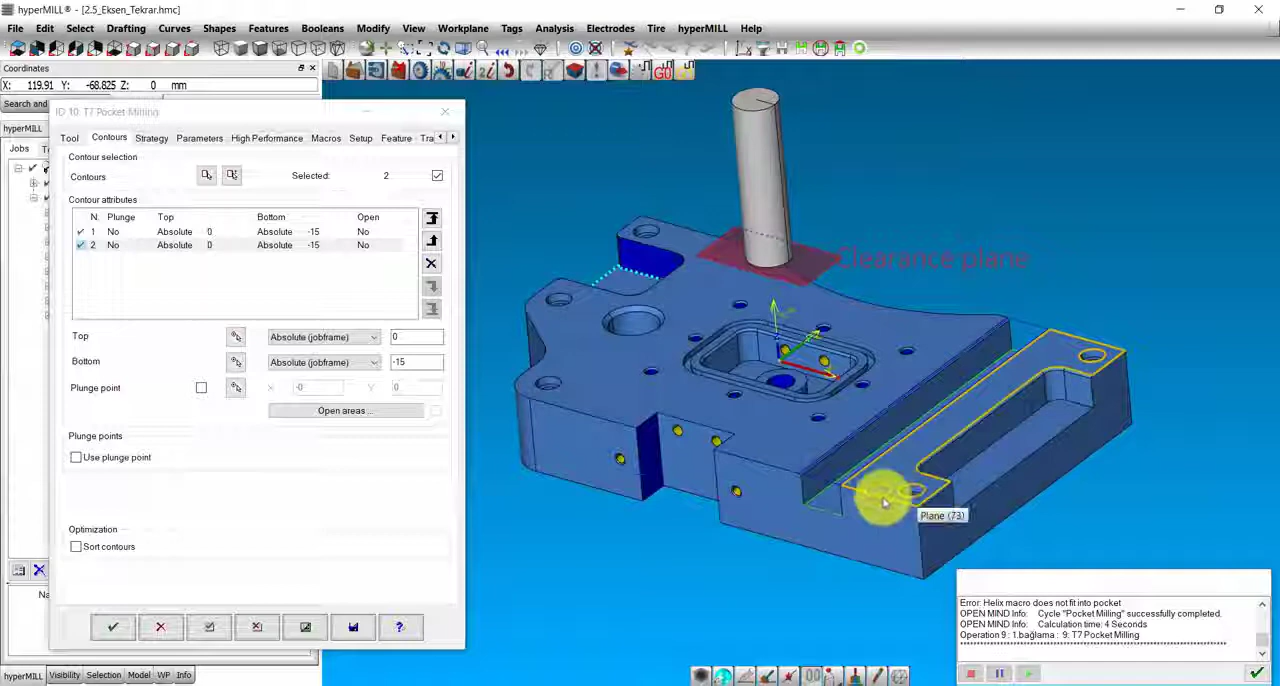 hyperMILL® - [2.5_Eksen_Tekrar.hmc]
File Edit Select Drafting Curves Shapes Features Booleans Modify View Workplane Tags Analysis Electrodes Tire hyperMILL Help
Coordinates
X: 119.91 Y: -68.825 Z: 0 mm
Search and
hyperMILL
Jobs
ID 10: T7 Pocket Milling
Tool Contours Strategy Parameters High Performance Macros Setup Feature Tra
Contour selection
Contours Selected: 2
Contour attributes
N. Plunge Top Bottom Open
1 No Absolute 0 Absolute -15 No
2 No Absolute 0 Absolute -15 No
Top Absolute (jobframe) 0
Bottom Absolute (jobframe) -15
Plunge point X -0 Y 0
Open areas ...
Plunge points
Use plunge point
Optimization
Sort contours
Na
hyperMILL Visibility Selection Model WP Info
G0
Clearance plane
Plane (73)
Error: Helix macro does not fit into pocket
OPEN MIND Info: Cycle "Pocket Milling" successfully completed.
OPEN MIND Info: Calculation time: 4 Seconds
Operation 9 : 1.bağlama : 9: T7 Pocket Milling